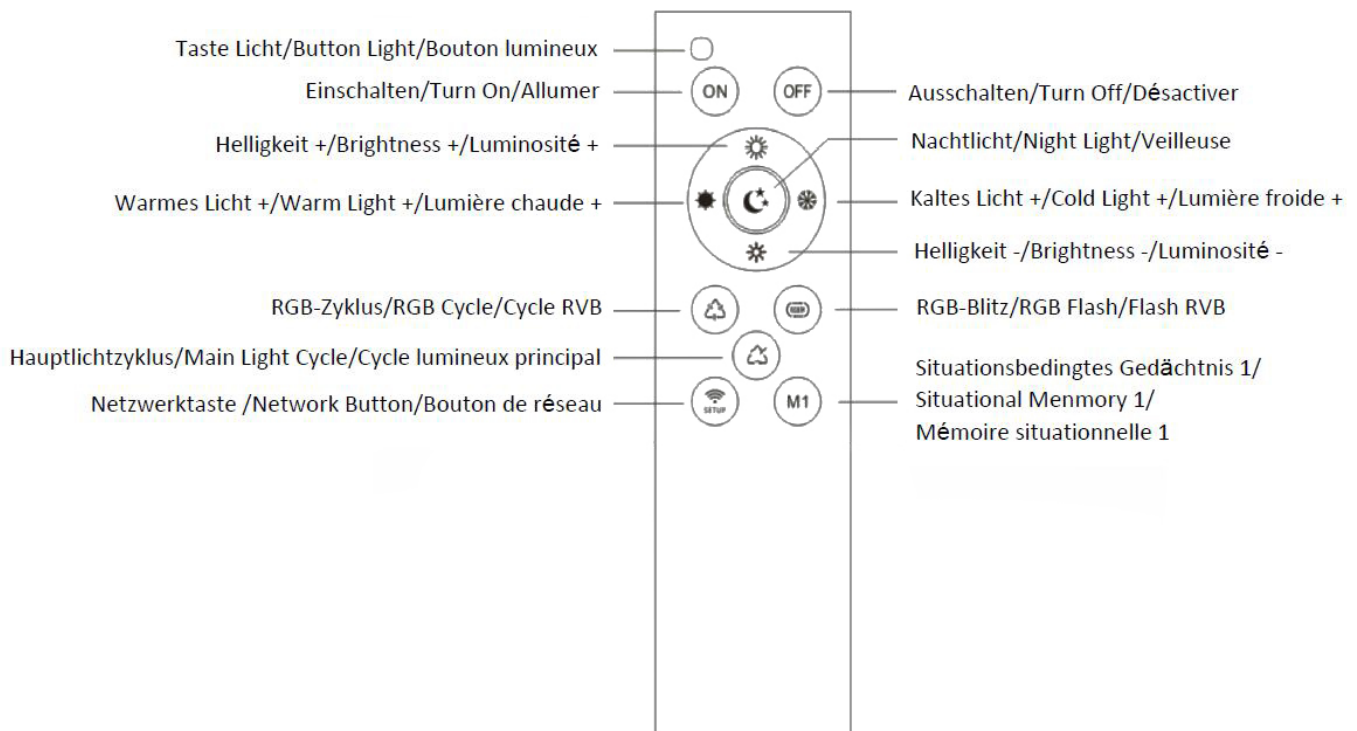 Taste Licht/Button Light/Bouton lumineux
Einschalten/Turn On/Allumer
ON
OFF
Ausschalten/Turn Off/Désactiver
Helligkeit +/Brightness +/Luminosité +
Nachtlicht/Night Light/Veilleuse
Warmes Licht +/Warm Light +/Lumière chaude +
Kaltes Licht +/Cold Light +/Lumière froide +
Helligkeit -/Brightness -/Luminosité -
RGB-Zyklus/RGB Cycle/Cycle RVB
RGB-Blitz/RGB Flash/Flash RVB
Hauptlichtzyklus/Main Light Cycle/Cycle lumineux principal
Netzwerktaste /Network Button/Bouton de réseau
SETUP
M1
Situationsbedingtes Gedächtnis 1/
Situational Menmory 1/
Mémoire situationnelle 1